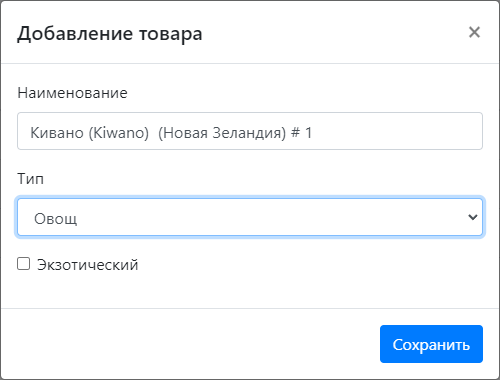 Добавление товара ×
Наименование
Кивано (Kiwano)  (Новая Зеландия) # 1
Тип
Овощ
Экзотический
Сохранить